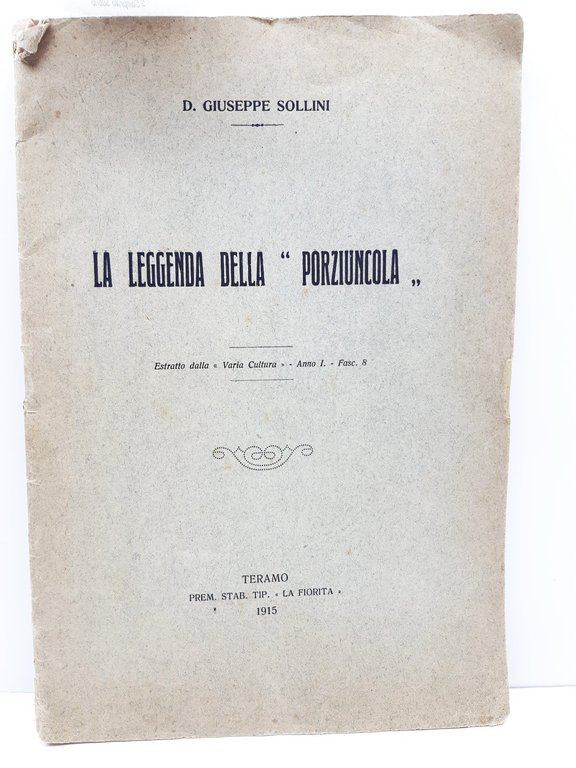 D. GIUSEPPE SOLLINI
LA LEGGENDA DELLA “ PORZIUNCOLA „
Estratto dalla « Varia Cultura » - Anno I. - Fasc. 8
TERAMO
PREM. STAB. TIP. « LA FIORITA »
1915